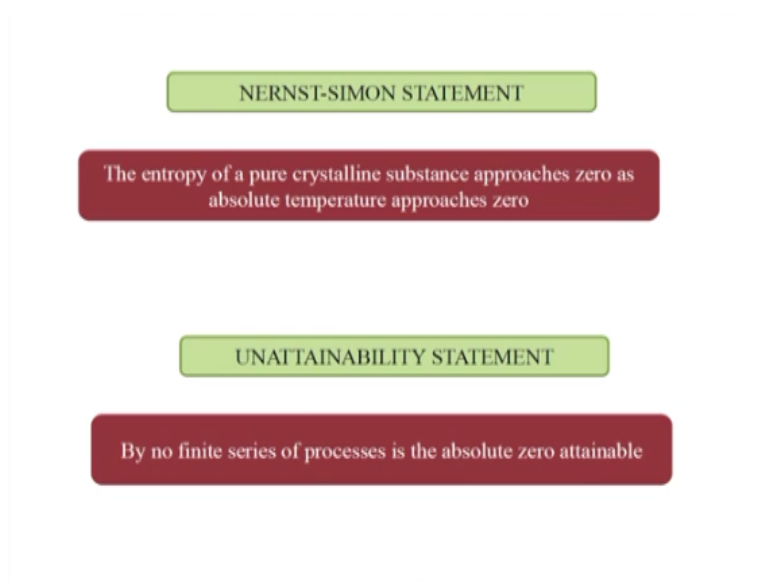 NERNST-SIMON STATEMENT
The entropy of a pure crystalline substance approaches zero as
absolute temperature approaches zero
UNATTAINABILITY STATEMENT
By no finite series of processes is the absolute zero attainable